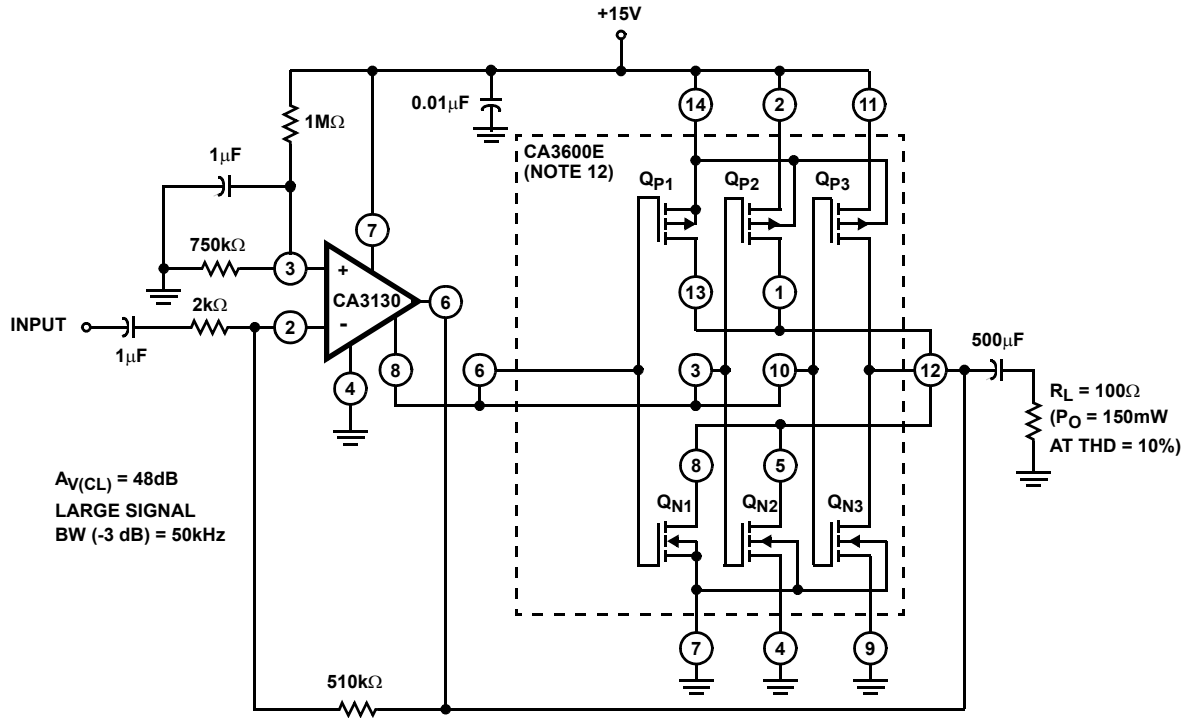 +15V
0.01µF
1MΩ
14
2
11
CA3600E
(NOTE 12)
1µF
QP1
QP2
QP3
7
750kΩ
3
+
CA3130
6
13
1
2kΩ
INPUT
2
-
1µF
500µF
8
6
3
10
12
4
RL = 100Ω
(PO = 150mW
AT THD = 10%)
8
5
AV(CL) = 48dB
LARGE SIGNAL
BW (-3 dB) = 50kHz
QN1
QN2
QN3
7
4
9
510kΩ